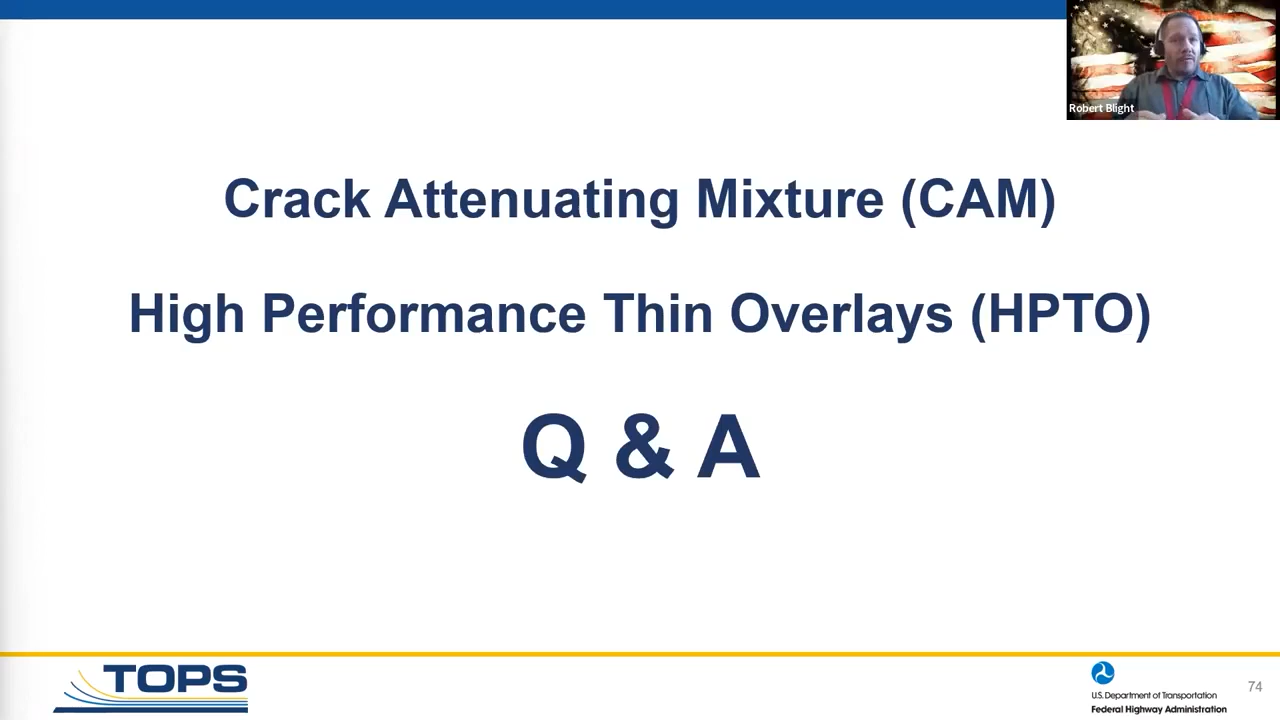 Robert Blight
Crack Attenuating Mixture (CAM)
High Performance Thin Overlays (HPTO)
Q & A
TOPS
U.S. Department of Transportation
Federal Highway Administration
74